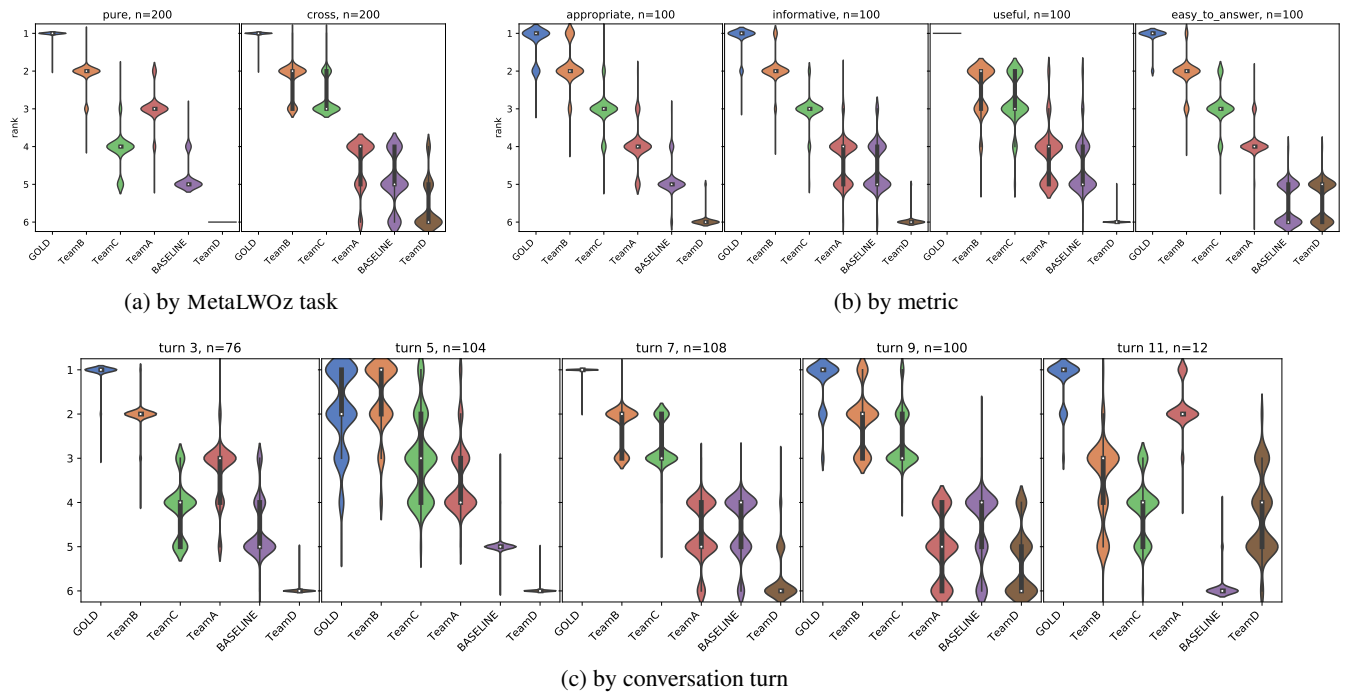 pure, n=200
cross, n=200
rank
1
2
3
4
5
6
GOLD
TeamB
TeamC
TeamA
BASELINE
TeamD
GOLD
TeamB
TeamC
TeamA
BASELINE
TeamD
(a) by MetaLWOz task
appropriate, n=100
informative, n=100
useful, n=100
easy_to_answer, n=100
rank
1
2
3
4
5
6
GOLD
TeamB
TeamC
TeamA
BASELINE
TeamD
GOLD
TeamB
TeamC
TeamA
BASELINE
TeamD
GOLD
TeamB
TeamC
TeamA
BASELINE
TeamD
GOLD
TeamB
TeamC
TeamA
BASELINE
TeamD
(b) by metric
turn 3, n=76
turn 5, n=104
turn 7, n=108
turn 9, n=100
turn 11, n=12
rank
1
2
3
4
5
6
GOLD
TeamB
TeamC
TeamA
BASELINE
TeamD
GOLD
TeamB
TeamC
TeamA
BASELINE
TeamD
GOLD
TeamB
TeamC
TeamA
BASELINE
TeamD
GOLD
TeamB
TeamC
TeamA
BASELINE
TeamD
GOLD
TeamB
TeamC
TeamA
BASELINE
TeamD
(c) by conversation turn